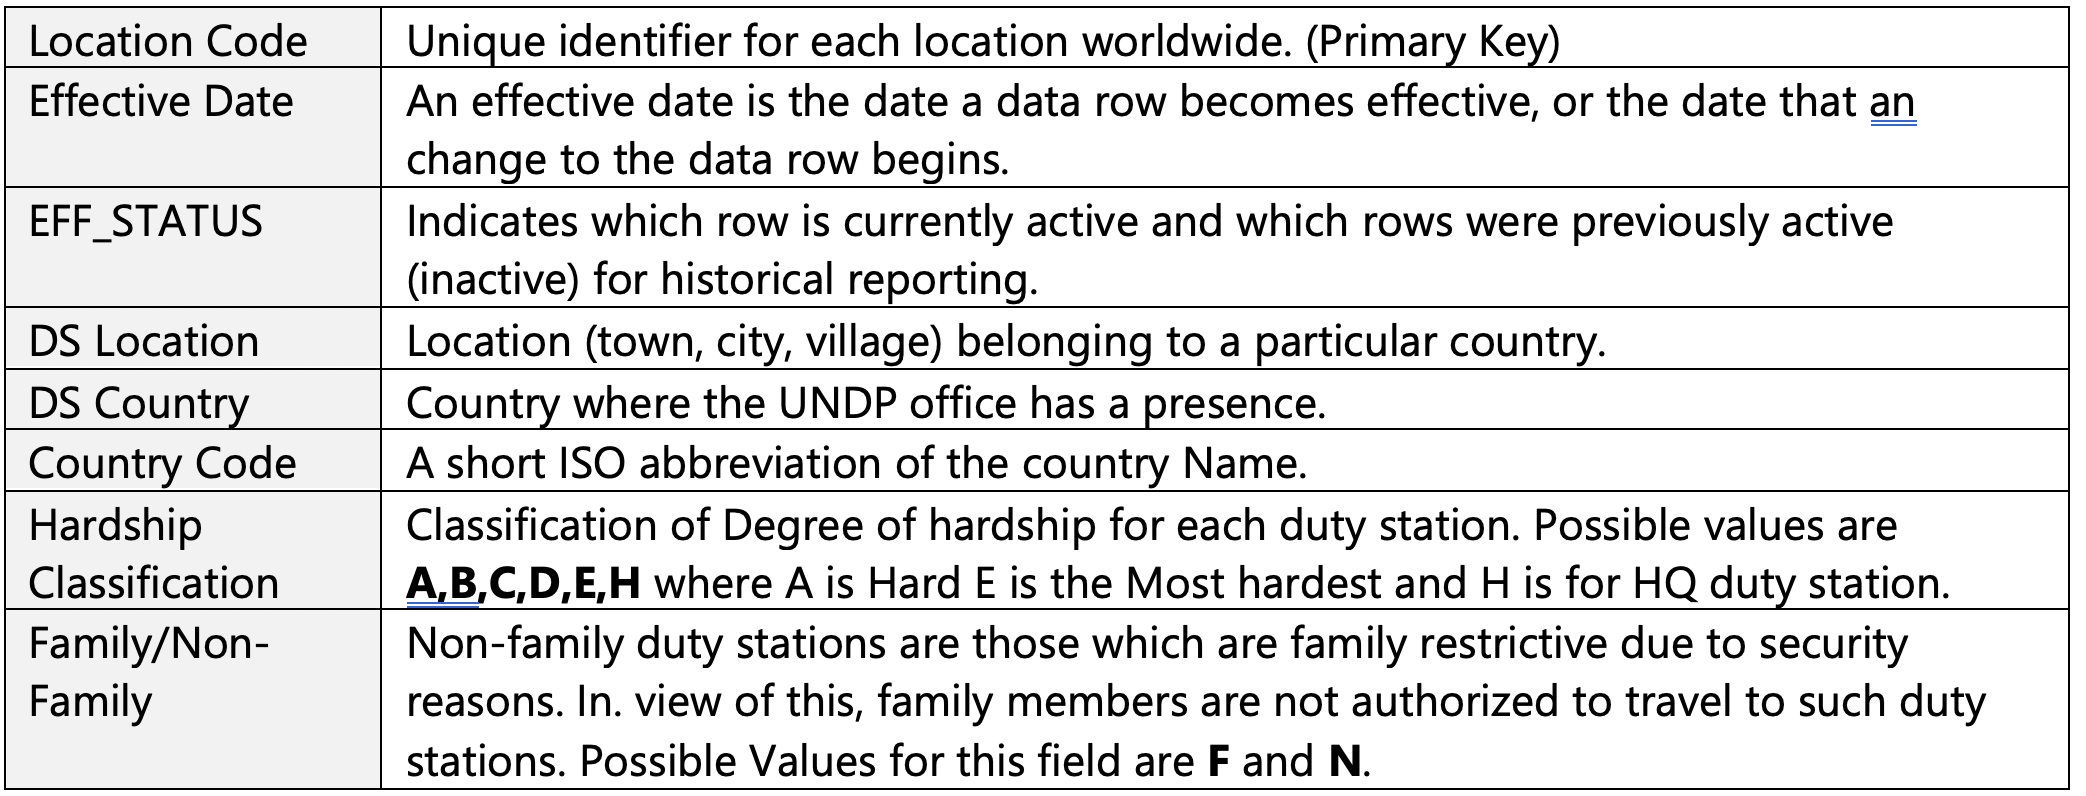 Location Code
Unique identifier for each location worldwide. (Primary Key)
Effective Date
An effective date is the date a data row becomes effective, or the date that an
change to the data row begins.
EFF_STATUS
Indicates which row is currently active and which rows were previously active
(inactive) for historical reporting.
DS Location
Location (town, city, village) belonging to a particular country.
DS Country
Country where the UNDP office has a presence.
Country Code
A short ISO abbreviation of the country Name.
Hardship
Classification
Classification of Degree of hardship for each duty station. Possible values are
A,B,C,D,E,H where A is Hard E is the Most hardest and H is for HQ duty station.
Family/Non-
Family
Non-family duty stations are those which are family restrictive due to security
reasons. In. view of this, family members are not authorized to travel to such duty
stations. Possible Values for this field are F and N.